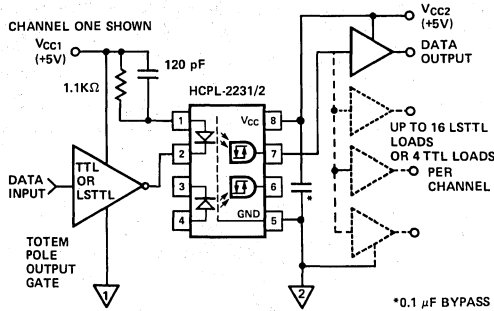 CHANNEL ONE SHOWN
VCC1
(+5V)
120 pF
1.1KΩ
HCPL-2231/2
VCC2
(+5V)
DATA
OUTPUT
1
2
3
4
VCC
8
7
6
5
GND
*
TTL
OR
LSTTL
DATA
INPUT
TOTEM
POLE
OUTPUT
GATE
1
2
UP TO 16 LSTTL
LOADS
OR 4 TTL LOADS
PER
CHANNEL
*0.1 µF BYPASS